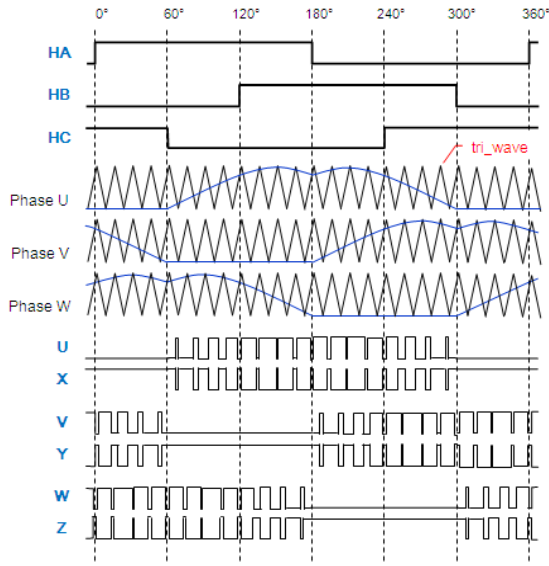 0° 60° 120° 180° 240° 300° 360°
HA
HB
HC
tri_wave
Phase U
Phase V
Phase W
U
X
V
Y
W
Z